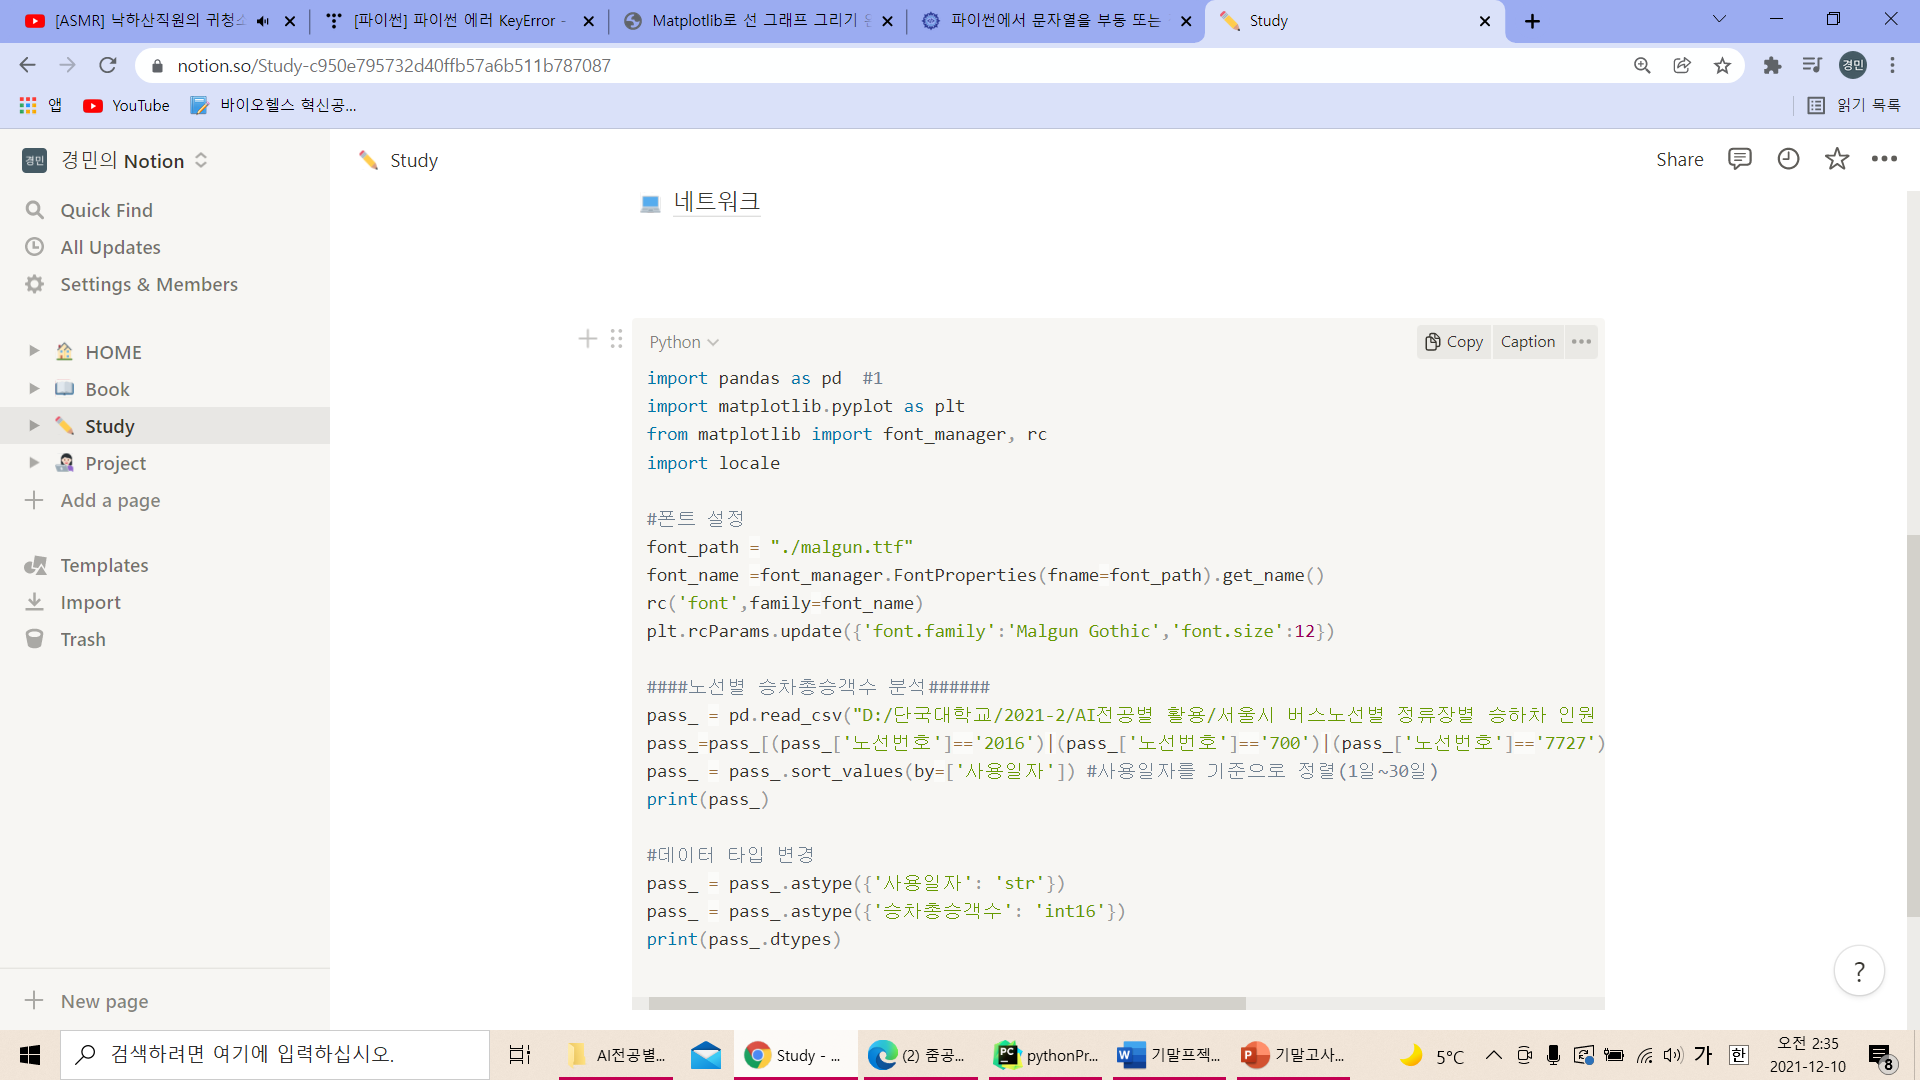 [ASMR] 낙하산직원의 귀청소
[파이썬] 파이썬 에러 KeyError -
Matplotlib로 선 그래프 그리기
파이썬에서 문자열을 부동 또는
Study
notion.so/Study-c950e795732d40ffb57a6b511b787087
경민
앱
YouTube
바이오헬스 혁신공...
읽기 목록
경민
경민의 Notion
Study
Share
Quick Find
All Updates
Settings & Members
HOME
Book
Study
Project
Add a page
Templates
Import
Trash
New page
네트워크
Python
Copy
Caption
import pandas as pd  #1
import matplotlib.pyplot as plt
from matplotlib import font_manager, rc
import locale
#폰트 설정
font_path = "./malgun.ttf"
font_name =font_manager.FontProperties(fname=font_path).get_name()
rc('font',family=font_name)
plt.rcParams.update({'font.family':'Malgun Gothic','font.size':12})
####노선별 승차총승객수 분석######
pass_ = pd.read_csv("D:/단국대학교/2021-2/AI전공별 활용/서울시 버스노선별 정류장별 승하차 인원
pass_=pass_[(pass_['노선번호']=='2016')|(pass_['노선번호']=='700')|(pass_['노선번호']=='7727')
pass_ = pass_.sort_values(by=['사용일자']) #사용일자를 기준으로 정렬(1일~30일)
print(pass_)
#데이터 타입 변경
pass_ = pass_.astype({'사용일자': 'str'})
pass_ = pass_.astype({'승차총승객수': 'int16'})
print(pass_.dtypes)
?
검색하려면 여기에 입력하십시오.
AI전공별...
Study - ...
(2) 줌공...
pythonPr...
기말프젝...
기말고사...
5°C
가
한
오전 2:35
2021-12-10
8